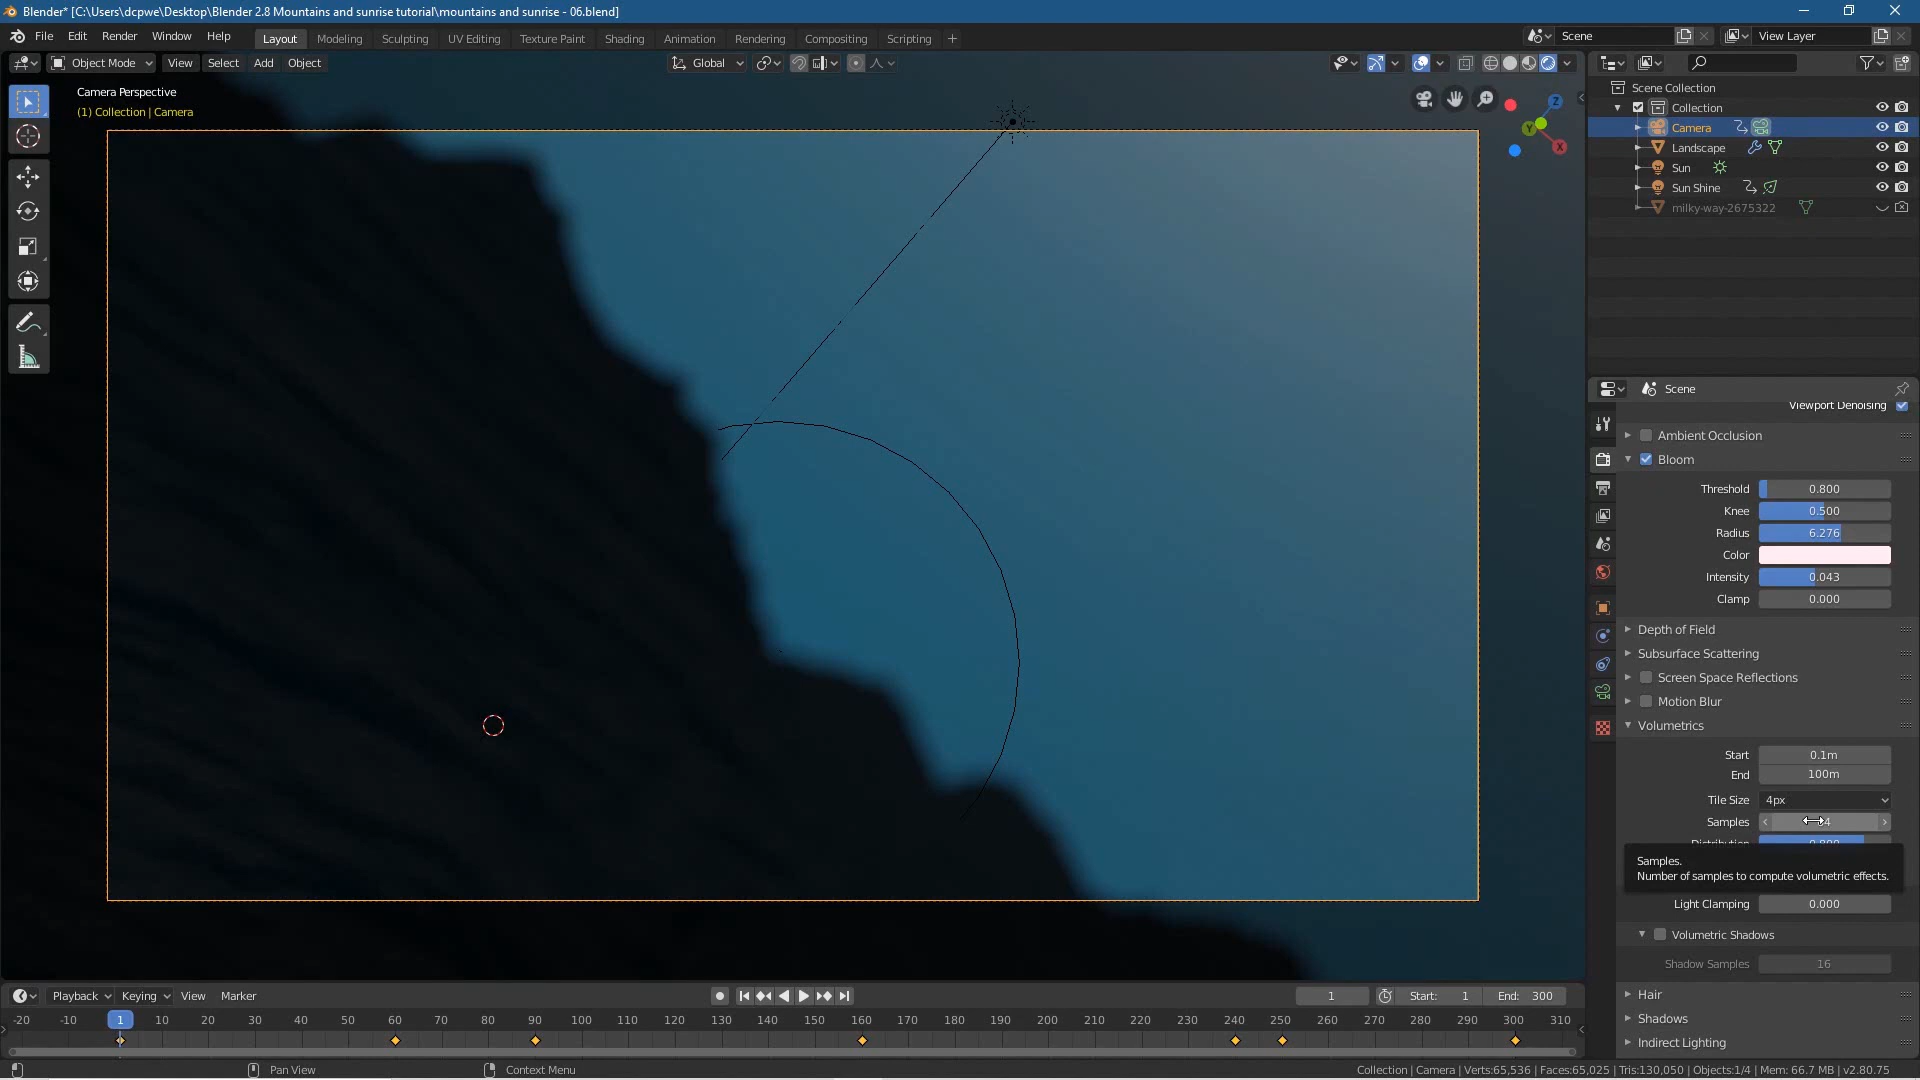 Blender* [C:\Users\dcpwe\Desktop\Blender 2.8 Mountains and sunrise tutorial\mountains and sunrise - 06.blend]
File Edit Render Window Help
Layout Modeling Sculpting UV Editing Texture Paint Shading Animation Rendering Compositing Scripting
Scene View Layer
Object Mode View Select Add Object
Global
Camera Perspective
(1) Collection | Camera
Z
Y
X
Scene Collection
Collection
Camera
Landscape
Sun
Sun Shine
milky-way-2675322
Scene
Viewport Denoising
Ambient Occlusion
Bloom
Threshold 0.800
Knee 0.500
Radius 6.276
Color
Intensity 0.043
Clamp 0.000
Depth of Field
Subsurface Scattering
Screen Space Reflections
Motion Blur
Volumetrics
Start 0.1m
End 100m
Tile Size 4px
Samples
Distribution 0.800
Samples.
Number of samples to compute volumetric effects.
Light Clamping 0.000
Volumetric Shadows
Shadow Samples 16
Hair
Shadows
Indirect Lighting
Playback Keying View Marker
1 Start: 1 End: 300
-20 -10 1 10 20 30 40 50 60 70 80 90 100 110 120 130 140 150 160 170 180 190 200 210 220 230 240 250 260 270 280 290 300 310
Pan View Context Menu
Collection | Camera | Verts:65,536 | Faces:65,025 | Tris:130,050 | Objects:1/4 | Mem: 66.7 MB | v2.80.75